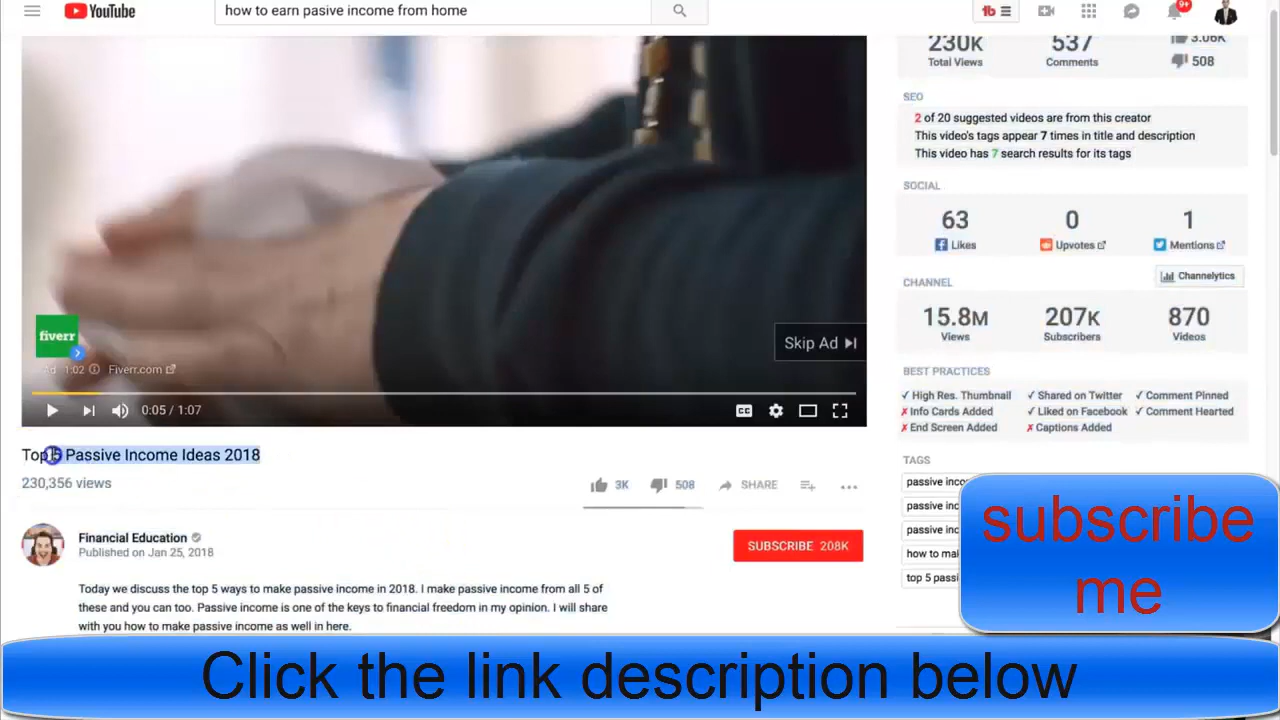 YouTube
how to earn pasive income from home
9+
230K
537
3.06K
Total Views
Comments
508
SEO
2 of 20 suggested videos are from this creator
This video's tags appear 7 times in title and description
This video has 7 search results for its tags
SOCIAL
63
0
1
Likes
Upvotes
Mentions
CHANNEL
Channelytics
15.8M
207K
870
Views
Subscribers
Videos
BEST PRACTICES
High Res. Thumbnail
Shared on Twitter
Comment Pinned
Info Cards Added
Liked on Facebook
Comment Hearted
End Screen Added
Captions Added
TAGS
passive
passive
passive
how to
top 5
fiverr
Skip Ad
Ad 1:02
Fiverr.com
0:05 / 1:07
CC
Top 5 Passive Income Ideas 2018
230,356 views
3K
508
SHARE
Financial Education
Published on Jan 25, 2018
SUBSCRIBE 208K
Today we discuss the top 5 ways to make passive income in 2018. I make passive income from all 5 of
these and you can too. Passive income is one of the keys to financial freedom in my opinion. I will share
with you how to make passive income as well in here.
subscribe
me
Click the link description below